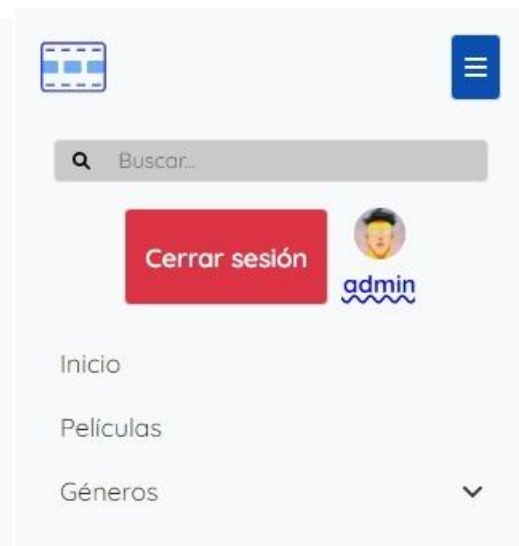 Buscar...
Cerrar sesión
admin
Inicio
Películas
Géneros